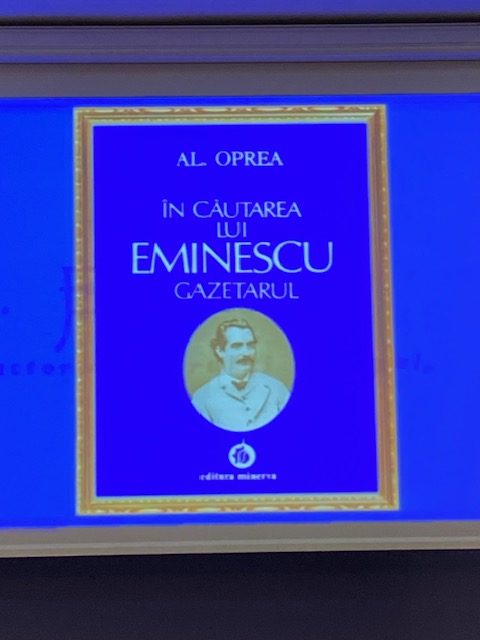 AL. OPREA
ÎN CĂUTAREA
LUI
EMINESCU
GAZETARUL
editura minerva